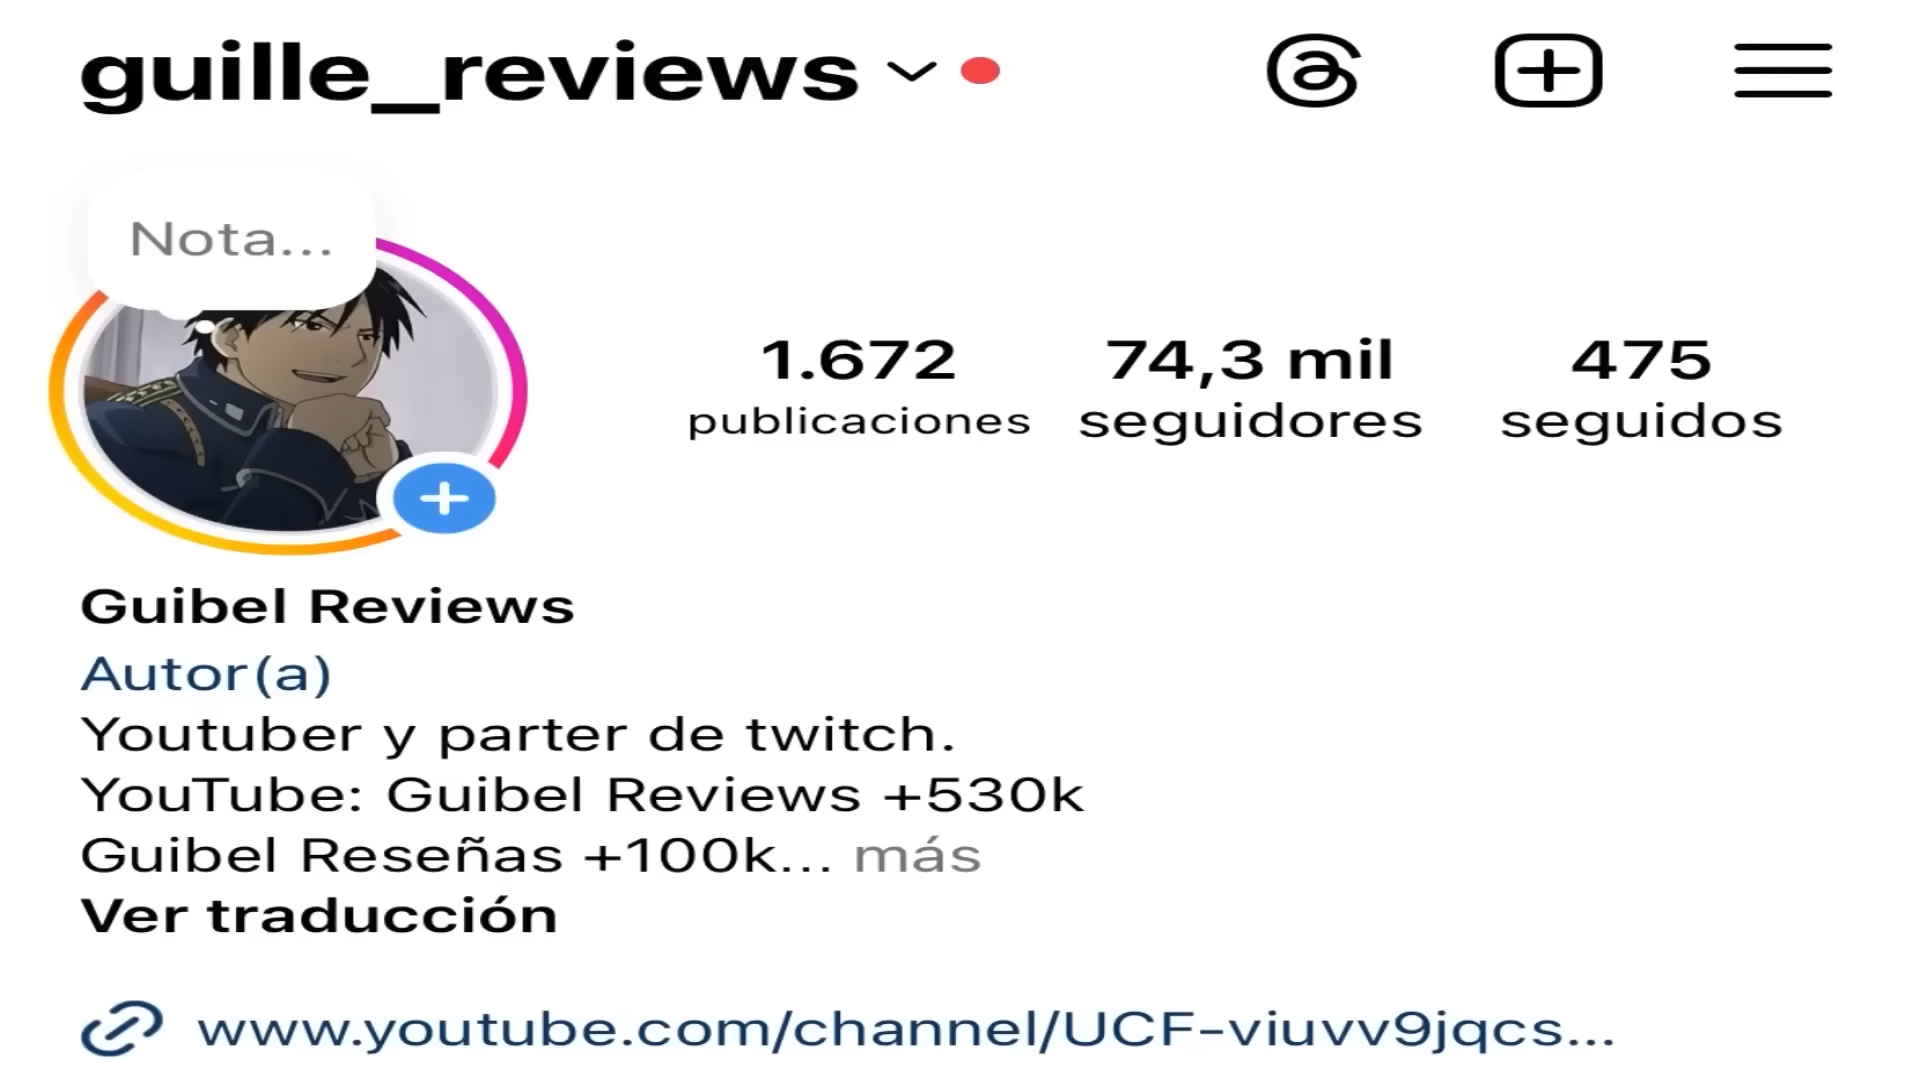 guille_reviews
Nota...
1.672
publicaciones
74,3 mil
seguidores
475
seguidos
Guibel Reviews
Autor(a)
Youtuber y parter de twitch.
YouTube: Guibel Reviews +530k
Guibel Reseñas +100k... más
Ver traducción
www.youtube.com/channel/UCF-viuvv9jqcs...